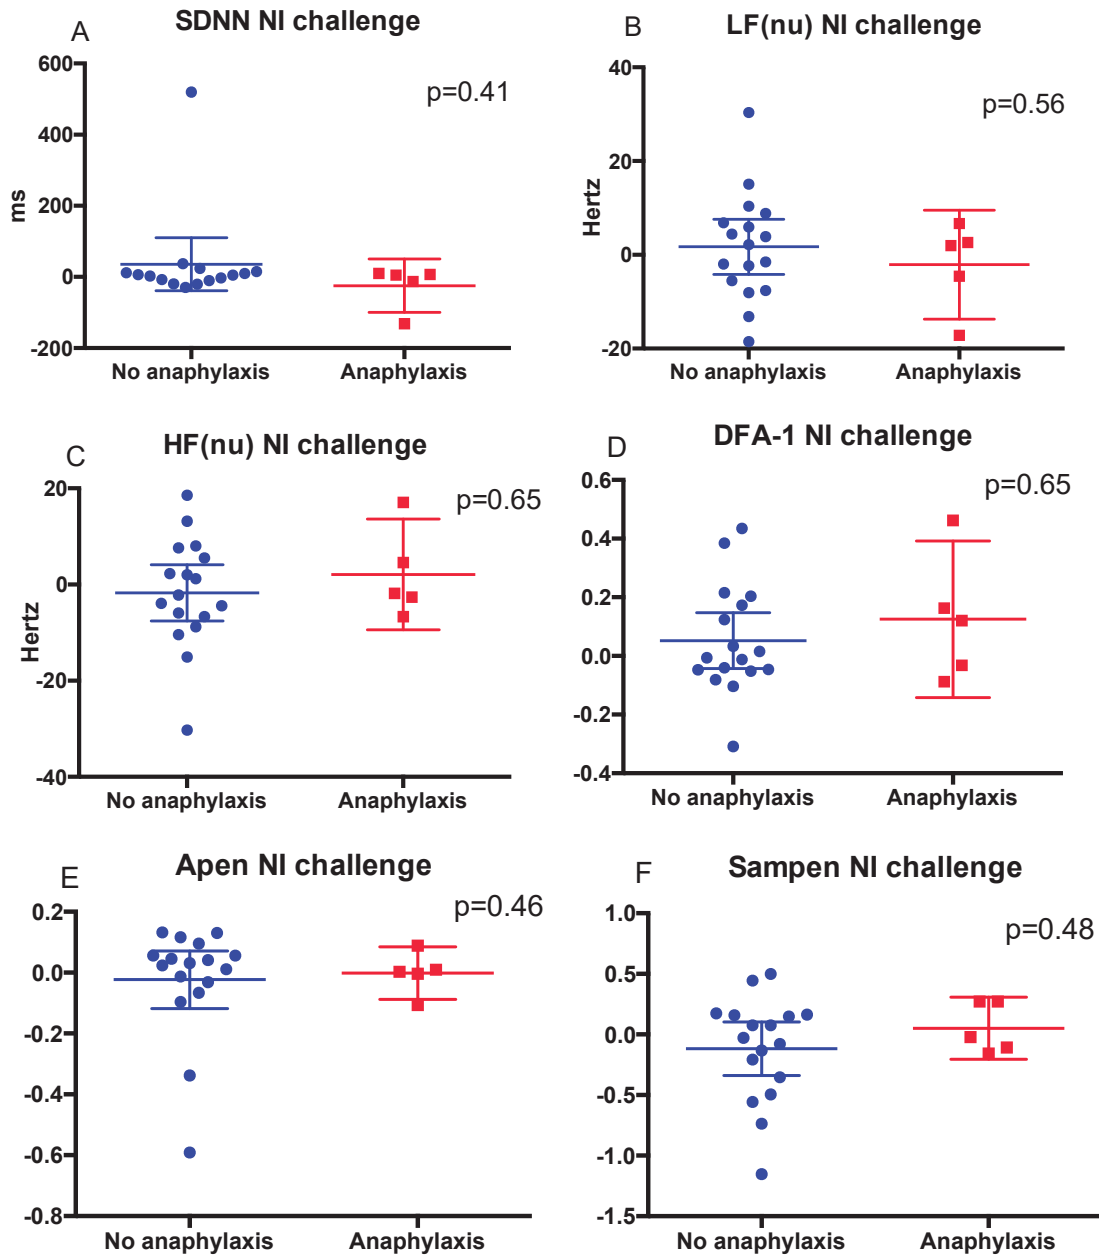 A
SDNN NI challenge
p=0.41
ms
600
400
200
0
-200
No anaphylaxis
Anaphylaxis
B
LF(nu) NI challenge
p=0.56
Hertz
40
20
0
-20
No anaphylaxis
Anaphylaxis
C
HF(nu) NI challenge
p=0.65
Hertz
20
0
-20
-40
No anaphylaxis
Anaphylaxis
D
DFA-1 NI challenge
p=0.65
0.6
0.4
0.2
0.0
-0.2
-0.4
No anaphylaxis
Anaphylaxis
E
Apen NI challenge
p=0.46
0.2
0.0
-0.2
-0.4
-0.6
-0.8
No anaphylaxis
Anaphylaxis
F
Sampen NI challenge
p=0.48
1.0
0.5
0.0
-0.5
-1.0
-1.5
No anaphylaxis
Anaphylaxis